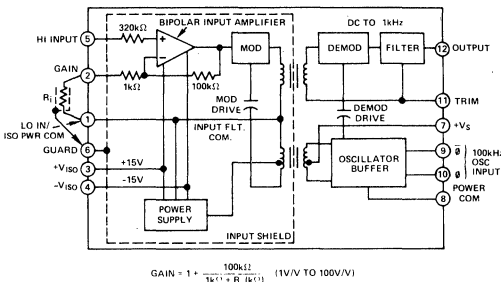 BIPOLAR INPUT AMPLIFIER
DC TO 1kHz
HI INPUT 5
320kΩ
+
−
MOD
DEMOD
FILTER
12 OUTPUT
GAIN
2
1kΩ
100kΩ
Ri
MOD
DRIVE
DEMOD
DRIVE
11 TRIM
LO IN/
ISO PWR COM
1
INPUT FLT.
COM.
7 +VS
GUARD 6
+VISO 3
+15V
−VISO 4
-15V
OSCILLATOR
BUFFER
9 Ø̄
10 Ø
100kHz
OSC
INPUT
POWER
COM
8
POWER
SUPPLY
INPUT SHIELD
GAIN = 1 + 100kΩ / 1kΩ + Ri (kΩ) (1V/V TO 100V/V)